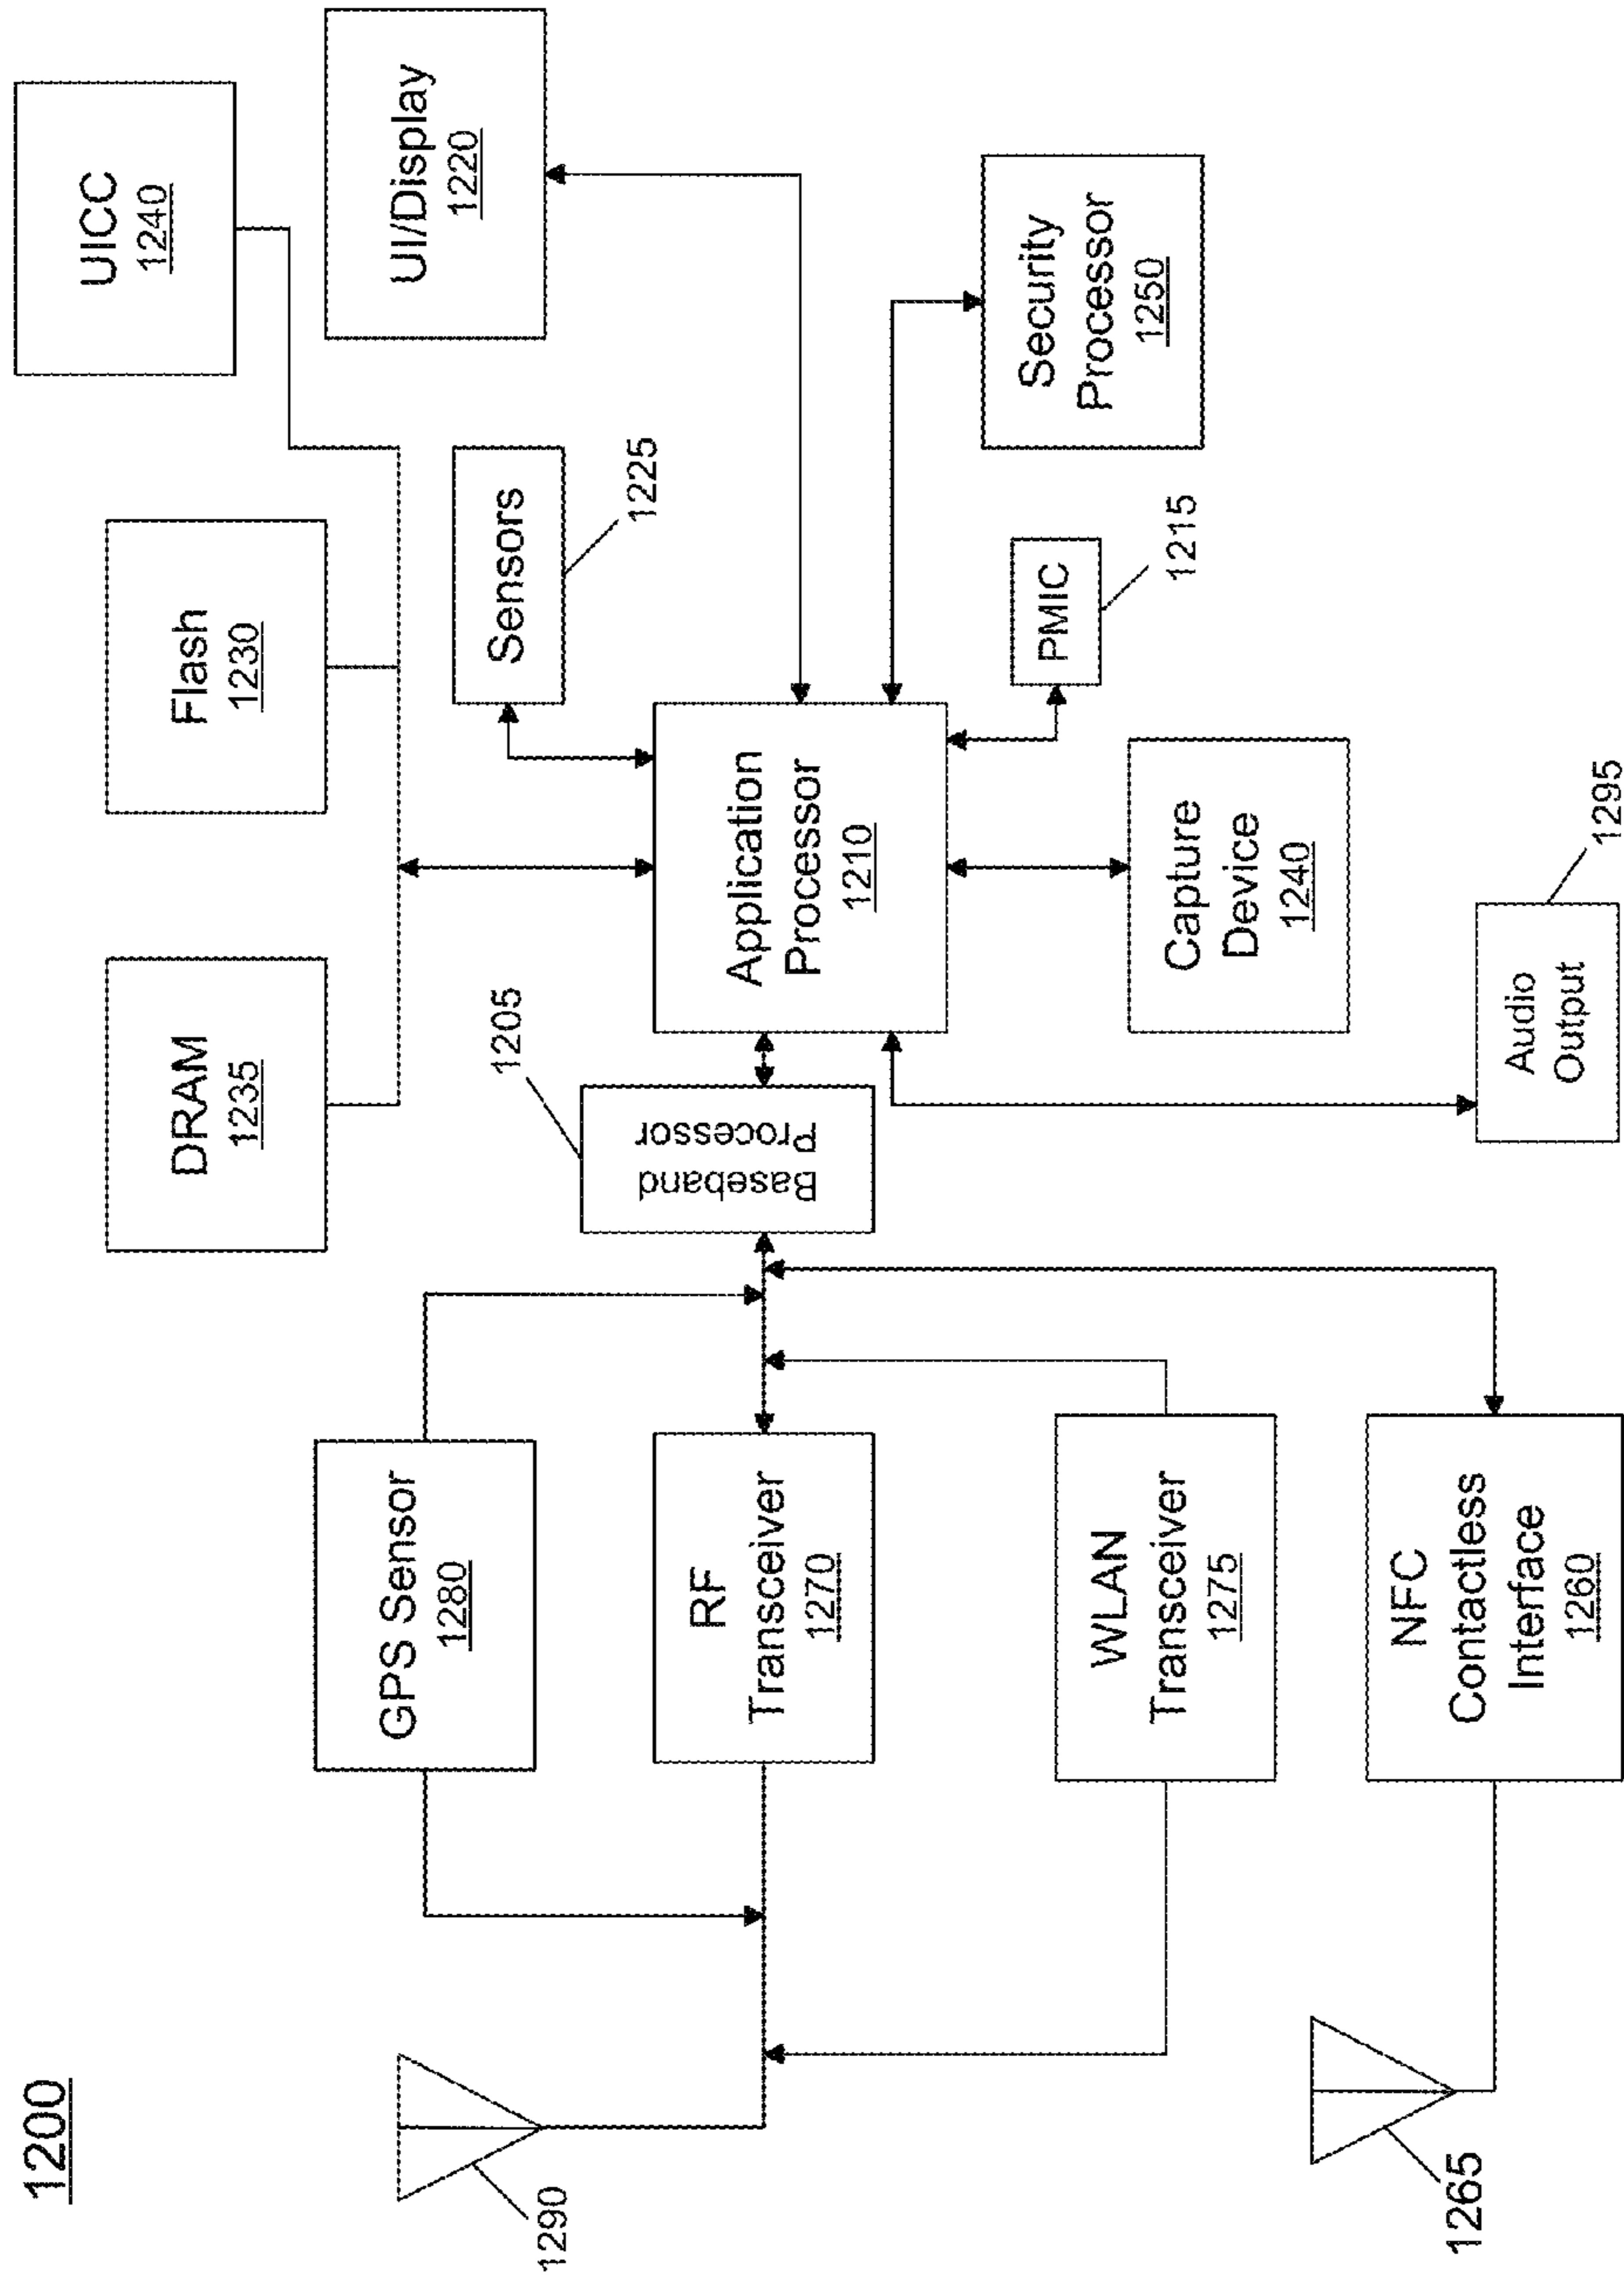 1200
UICC
1240
Flash
1230
DRAM
1235
UI/Display
1220
Sensors
1225
GPS Sensor
1280
1290
1205
Baseband
Processor
Application
Processor
1210
RF
Transceiver
1270
Security
Processor
1250
PMIC
1215
WLAN
Transceiver
1275
Capture
Device
1240
1265
NFC
Contactless
Interface
1260
Audio
Output
1295